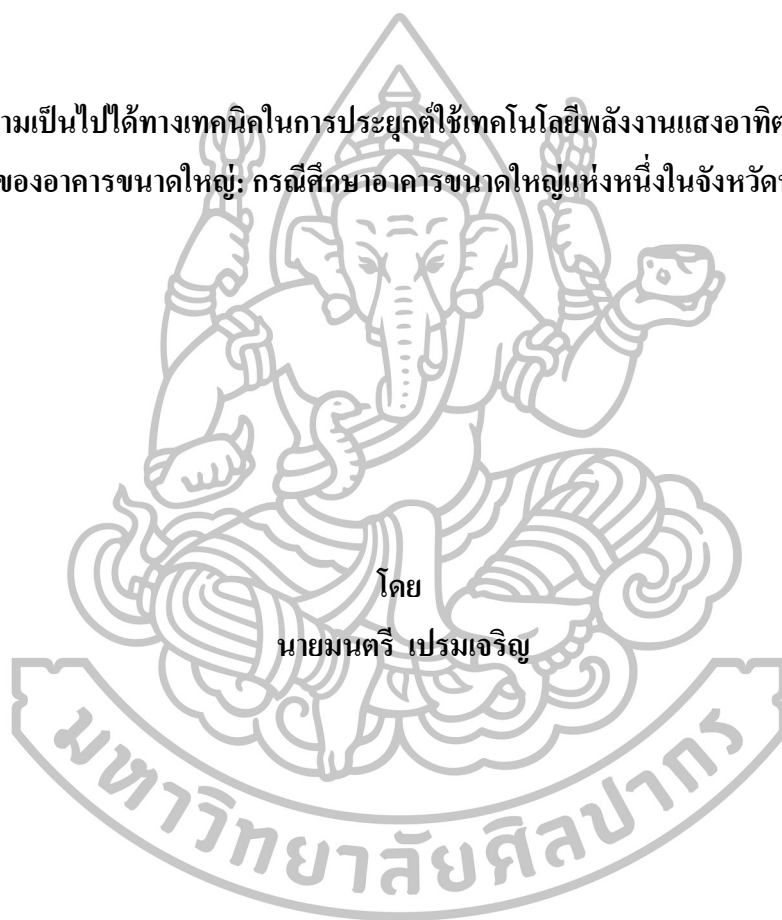 ามเป็นไปได้ทางเทคนิคในการประยุกต์ใช้เทคโนโลยีพลังงานแสงอาทิต
ของอาคารขนาดใหญ่: กรณีศึกษาอาคารขนาดใหญ่แห่งหนึ่งในจังหวัด
โดย
นายมนตรี เปรมเจริญ
มหาวิทยาลัยศิลปากร